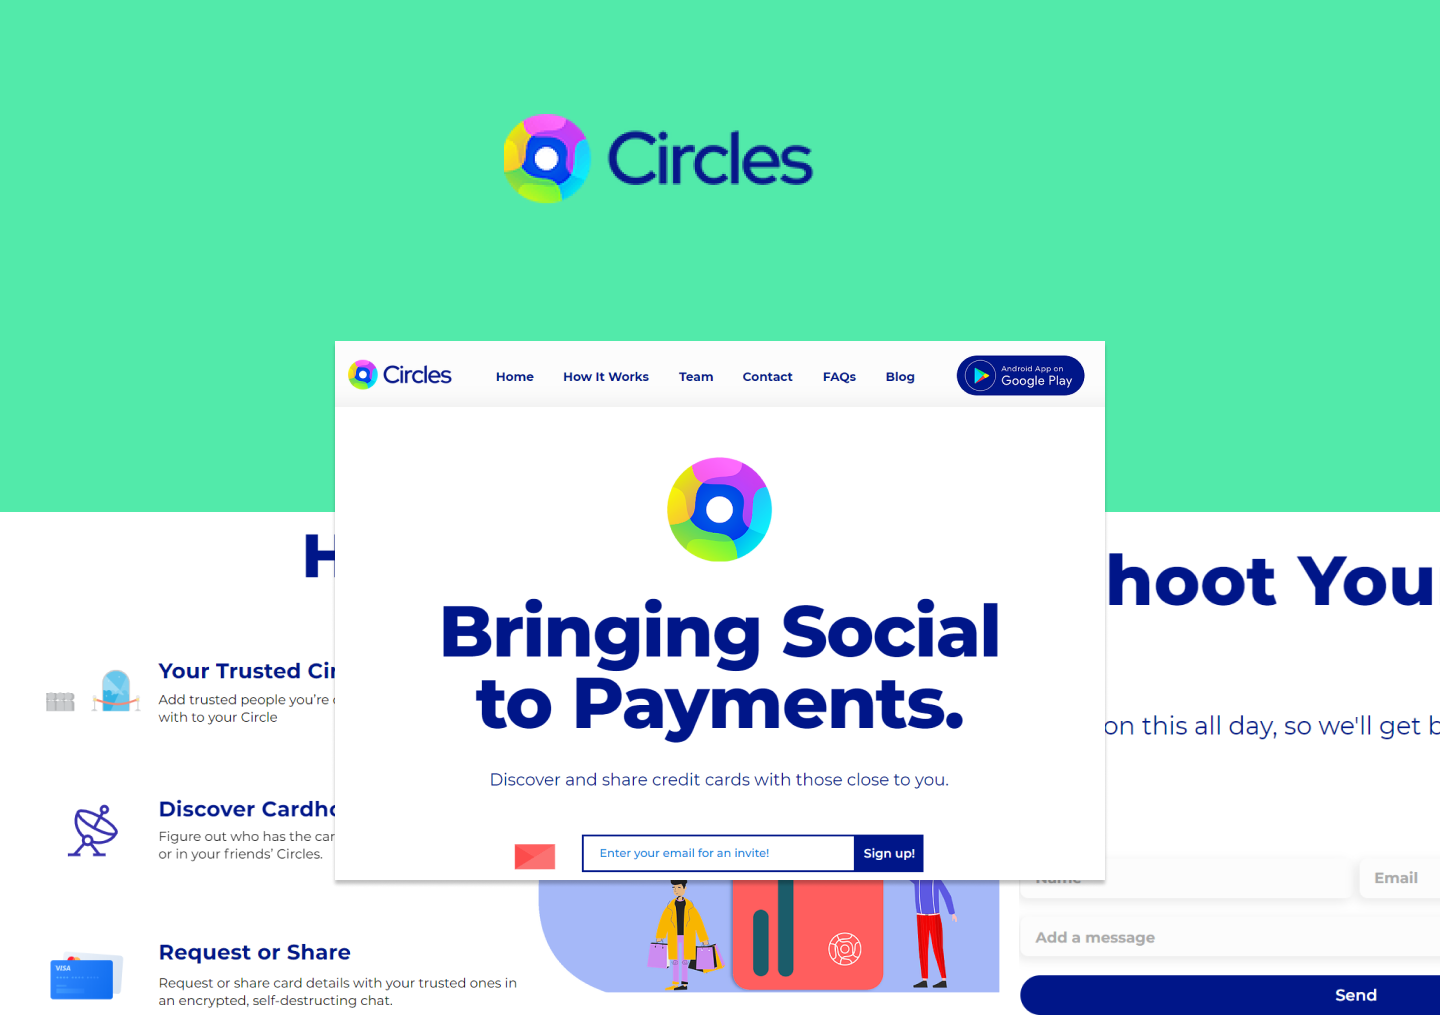 Circles
Circles
Home How It Works Team Contact FAQs Blog
Android App on
Google Play
Bringing Social
to Payments.
Discover and share credit cards with those close to you.
Enter your email for an invite!
Sign up!
H
Your Trusted Cir
Add trusted people you're
with to your Circle
Discover Cardho
Figure out who has the car
or in your friends' Circles.
VISA
Request or Share
Request or share card details with your trusted ones in
an encrypted, self-destructing chat.
hoot You
on this all day, so we'll get b
Name
Email
Add a message
Send